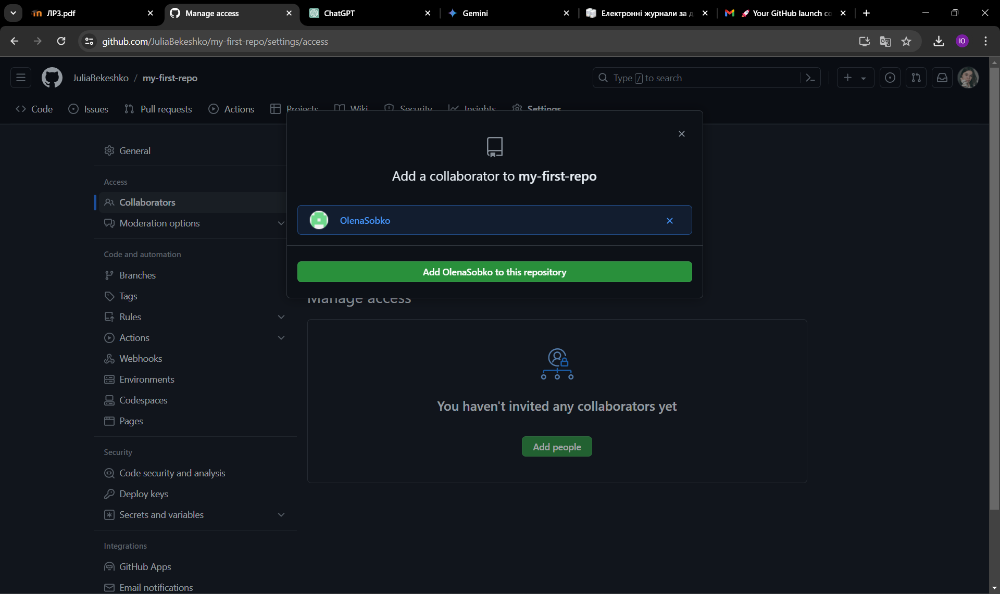 ЛР3.pdf
Manage access
ChatGPT
Gemini
Електронні журнали за д
Your GitHub launch co
github.com/JuliaBekeshko/my-first-repo/settings/access
Ю
JuliaBekeshko / my-first-repo
Type / to search
Code
Issues
Pull requests
Actions
Projects
Wiki
Security
Insights
Settings
General
Access
Collaborators
Moderation options
Code and automation
Branches
Tags
Rules
Actions
Webhooks
Environments
Codespaces
Pages
Security
Code security and analysis
Deploy keys
Secrets and variables
Integrations
GitHub Apps
Email notifications
Add a collaborator to my-first-repo
OlenaSobko
Add OlenaSobko to this repository
Manage access
You haven't invited any collaborators yet
Add people